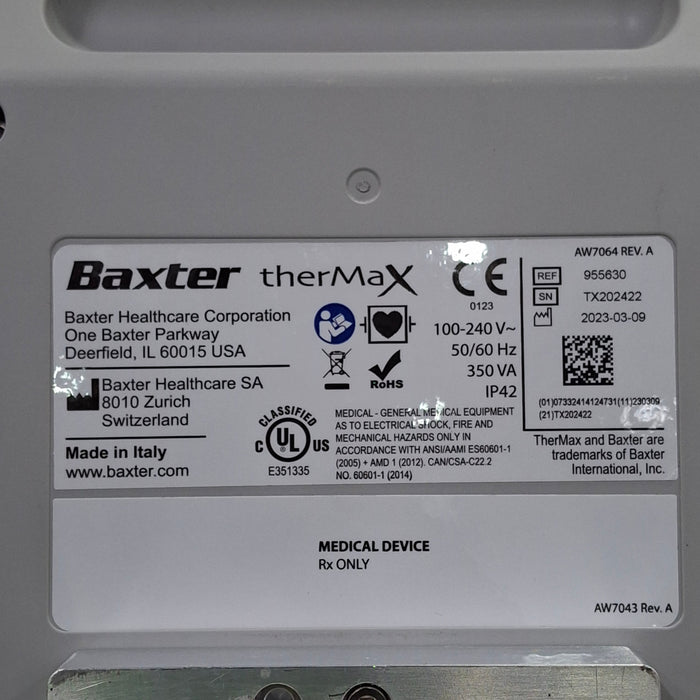 AW7064 REV. A
Baxter therMaX
CE
0123
Baxter Healthcare Corporation
One Baxter Parkway
Deerfield, IL 60015 USA
Baxter Healthcare SA
8010 Zurich
Switzerland
Made in Italy
www.baxter.com
RoHS
100-240 V~
50/60 Hz
350 VA
IP42
CLASSIFIED
C UL US
E351335
MEDICAL - GENERAL MEDICAL EQUIPMENT
AS TO ELECTRICAL SHOCK, FIRE AND
MECHANICAL HAZARDS ONLY IN
ACCORDANCE WITH ANSI/AAMI ES60601-1
(2005) + AMD 1 (2012). CAN/CSA-C22.2
NO. 60601-1 (2014)
REF 955630
SN TX202422
2023-03-09
(01)07332414124731(11)230309
(21)TX202422
TherMax and Baxter are
trademarks of Baxter
International, Inc.
MEDICAL DEVICE
Rx ONLY
AW7043 Rev. A